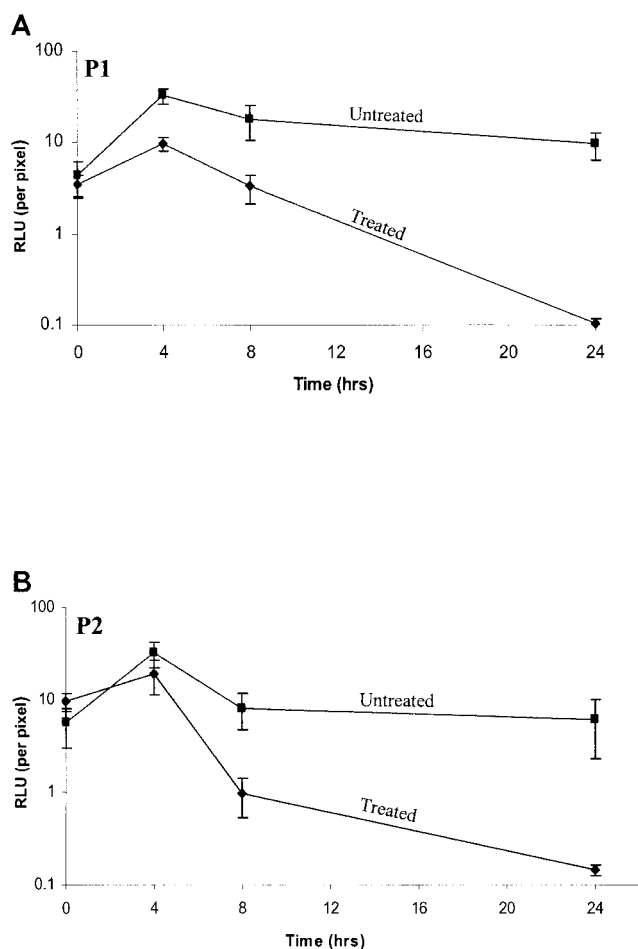 A
P1
100
10
1
0.1
RLU (per pixel)
Untreated
Treated
0 4 8 12 16 20 24
Time (hrs)
B
P2
100
10
1
0.1
RLU (per pixel)
Untreated
Treated
0 4 8 12 16 20 24
Time (hrs)